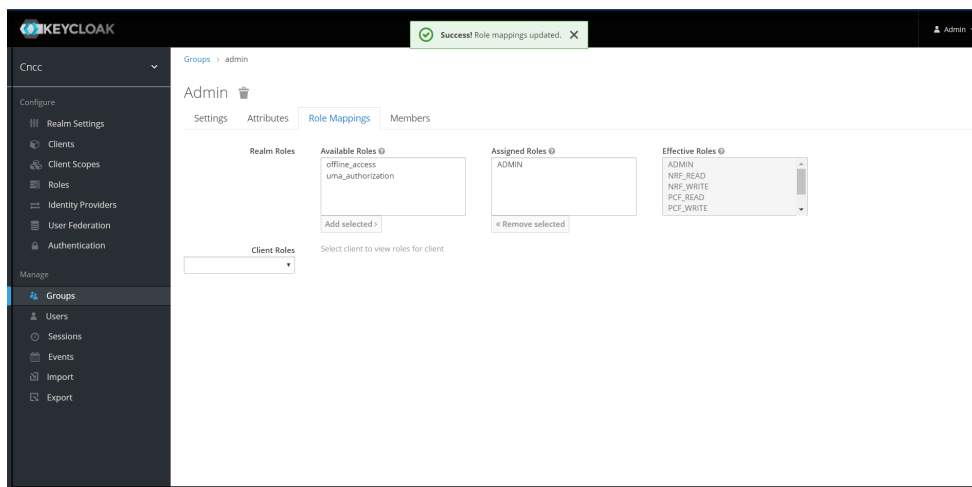 KEYCLOAK
Success! Role mappings updated.
Admin
Cncc
Groups > admin
Admin
Configure
Realm Settings
Clients
Client Scopes
Roles
Identity Providers
User Federation
Authentication
Manage
Groups
Users
Sessions
Events
Import
Export
Settings Attributes Role Mappings Members
Realm Roles
Available Roles
offline_access
uma_authorization
Add selected >
Assigned Roles
ADMIN
« Remove selected
Effective Roles
ADMIN
NRF_READ
NRF_WRITE
PCF_READ
PCF_WRITE
Client Roles
Select client to view roles for client